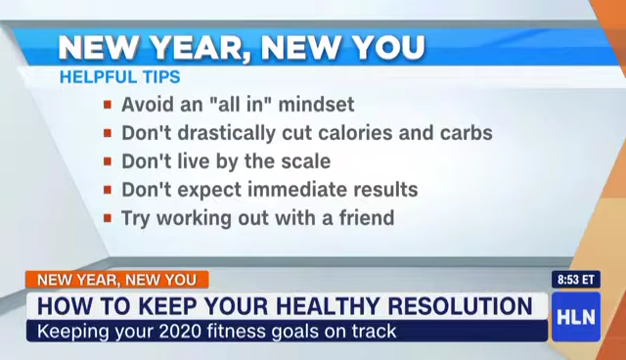 NEW YEAR, NEW YOU
HELPFUL TIPS
Avoid an "all in" mindset
Don't drastically cut calories and carbs
Don't live by the scale
Don't expect immediate results
Try working out with a friend
NEW YEAR, NEW YOU
8:53 ET
HOW TO KEEP YOUR HEALTHY RESOLUTION
Keeping your 2020 fitness goals on track
HLN